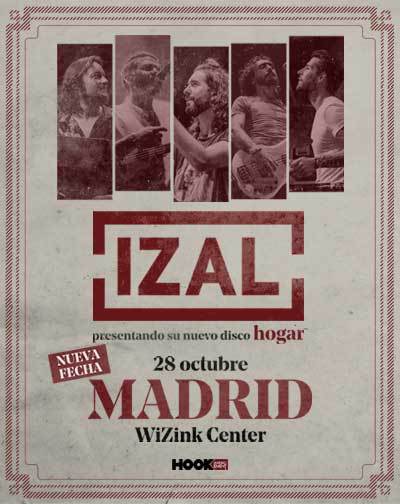 IZAL
presentando su nuevo disco hogar
NUEVA
FECHA
28 octubre
MADRID
WiZink Center
HOOK